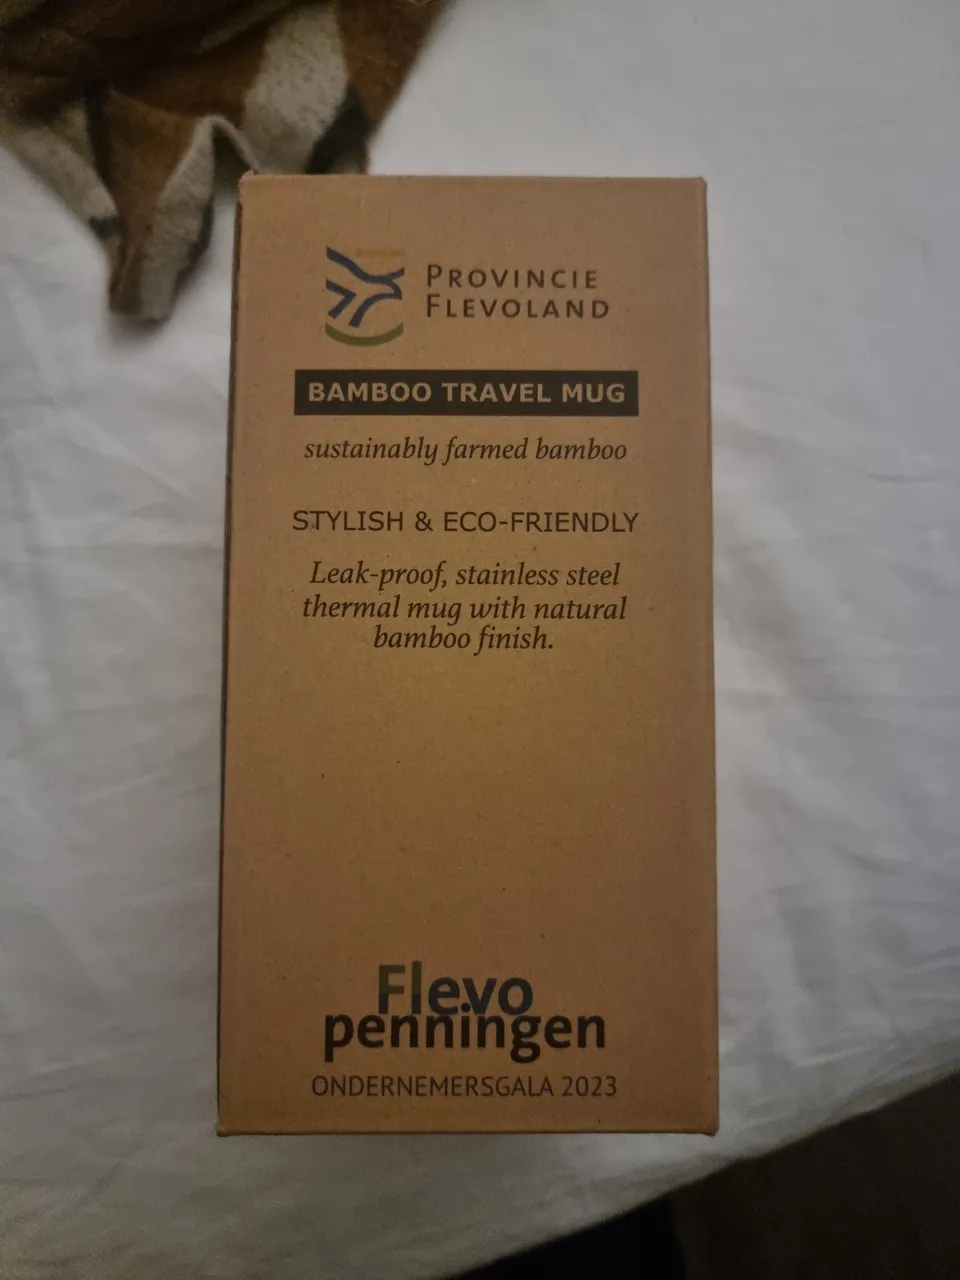 PROVINCIE
FLEVOLAND
BAMBOO TRAVEL MUG
sustainably farmed bamboo
STYLISH & ECO-FRIENDLY
Leak-proof, stainless steel
thermal mug with natural
bamboo finish.
Flevo
penningen
ONDERNEMERSGALA 2023